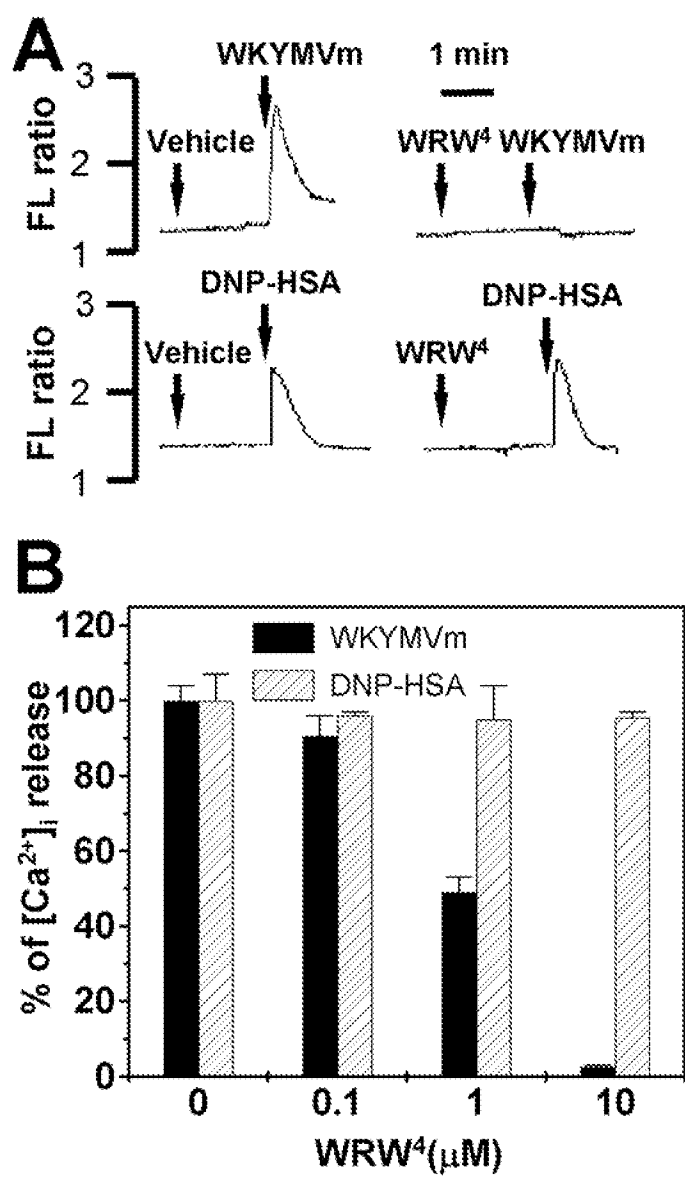 A
WKYMVm
1 min
3
Vehicle
WRW⁴ WKYMVm
2
FL ratio
1
DNP-HSA
DNP-HSA
3
Vehicle
WRW⁴
2
FL ratio
1
B
120
WKYMVm
DNP-HSA
100
80
60
40
20
0
% of [Ca²⁺]ᵢ release
0 0.1 1 10
WRW⁴(μM)